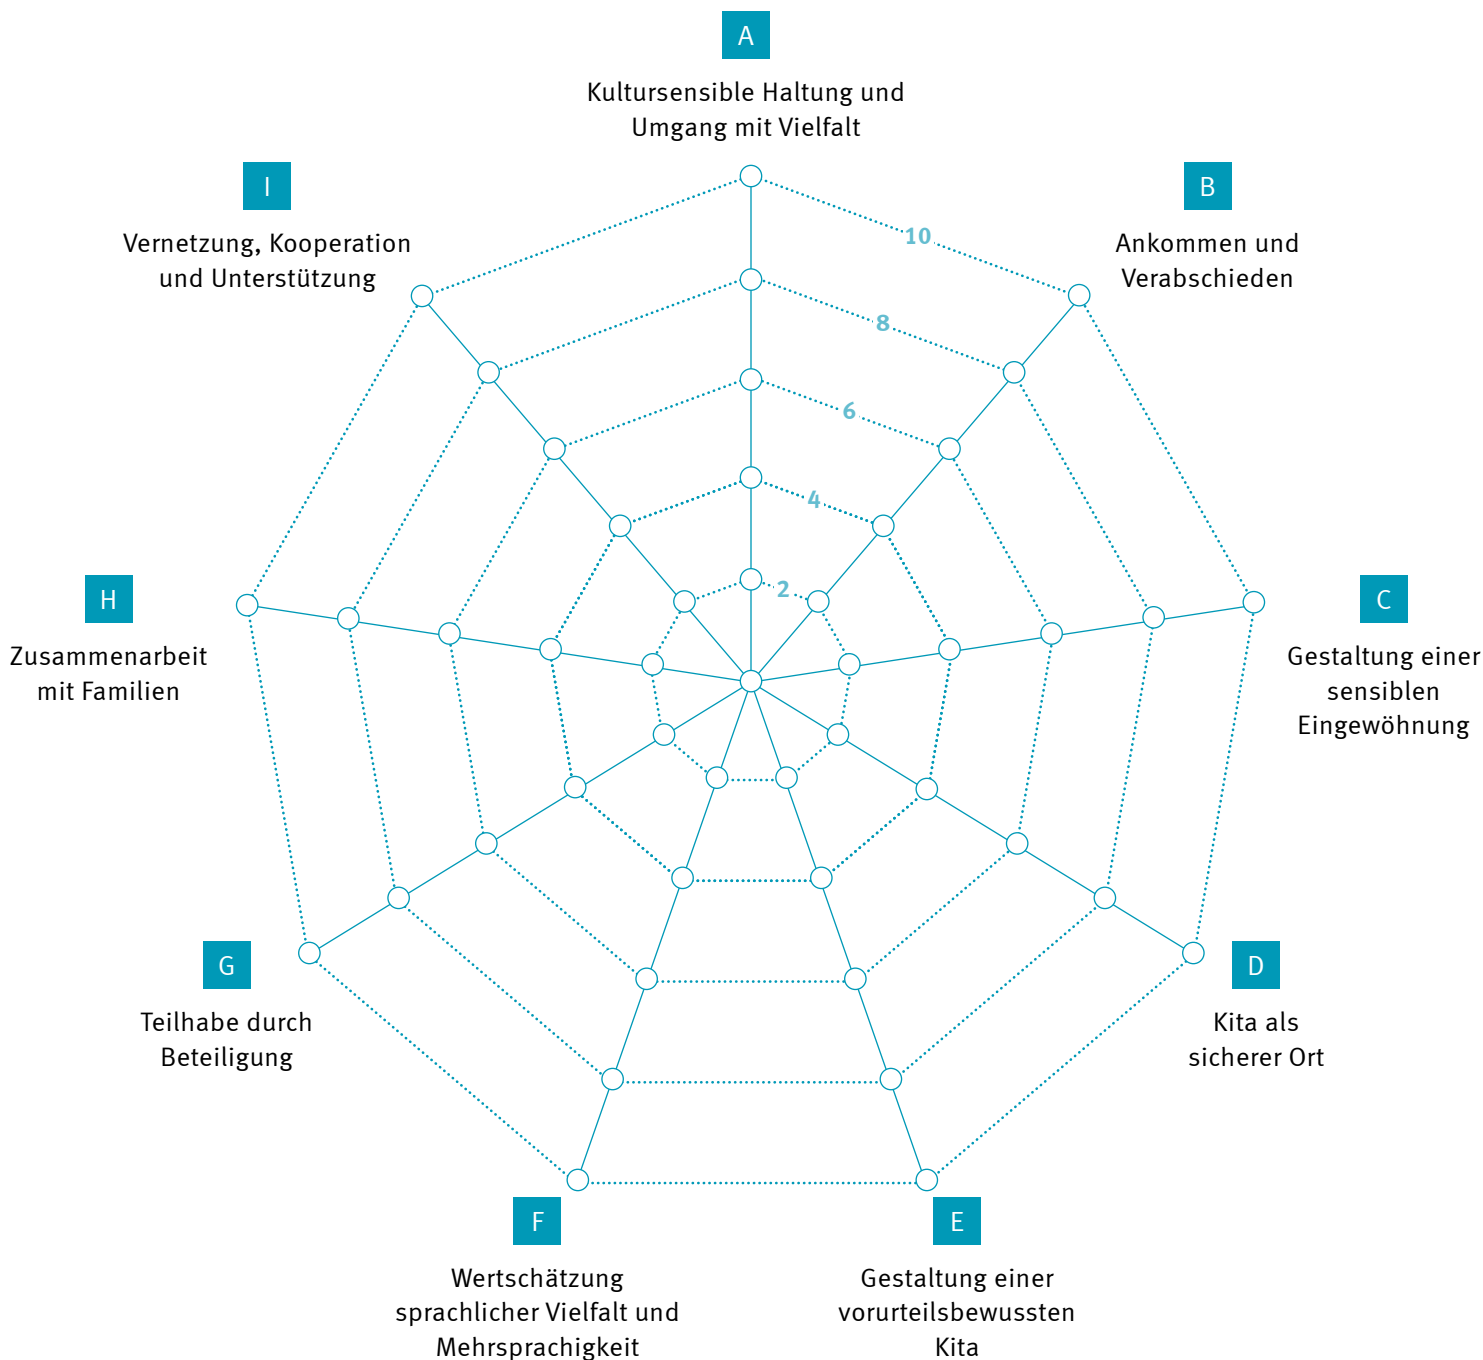 A
Kultursensible Haltung und
Umgang mit Vielfalt
B
Ankommen und
Verabschieden
C
Gestaltung einer
sensiblen
Eingewöhnung
D
Kita als
sicherer Ort
E
Gestaltung einer
vorurteilsbewussten
Kita
F
Wertschätzung
sprachlicher Vielfalt und
Mehrsprachigkeit
G
Teilhabe durch
Beteiligung
H
Zusammenarbeit
mit Familien
I
Vernetzung, Kooperation
und Unterstützung
10
8
6
4
2